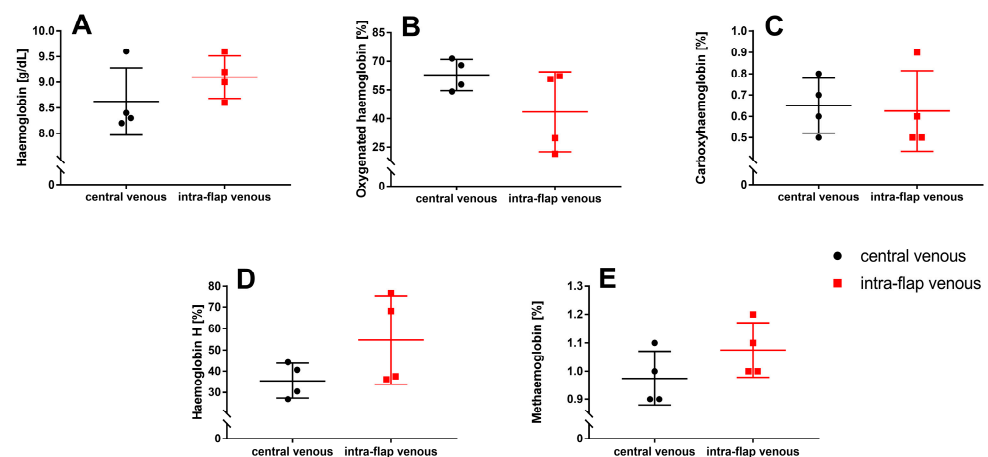 A
Haemoglobin [g/dL]
10.0
9.5
9.0
8.5
8.0
0
central venous intra-flap venous
B
Oxygenated haemoglobin [%]
85
65
45
25
0
central venous intra-flap venous
C
Carboxyhaemoglobin [%]
1.0
0.9
0.8
0.7
0.6
0.5
0
central venous intra-flap venous
central venous
intra-flap venous
D
Haemoglobin H [%]
80
70
60
50
40
30
0
central venous intra-flap venous
E
Methaemoglobin [%]
1.3
1.2
1.1
1.0
0.9
0
central venous intra-flap venous